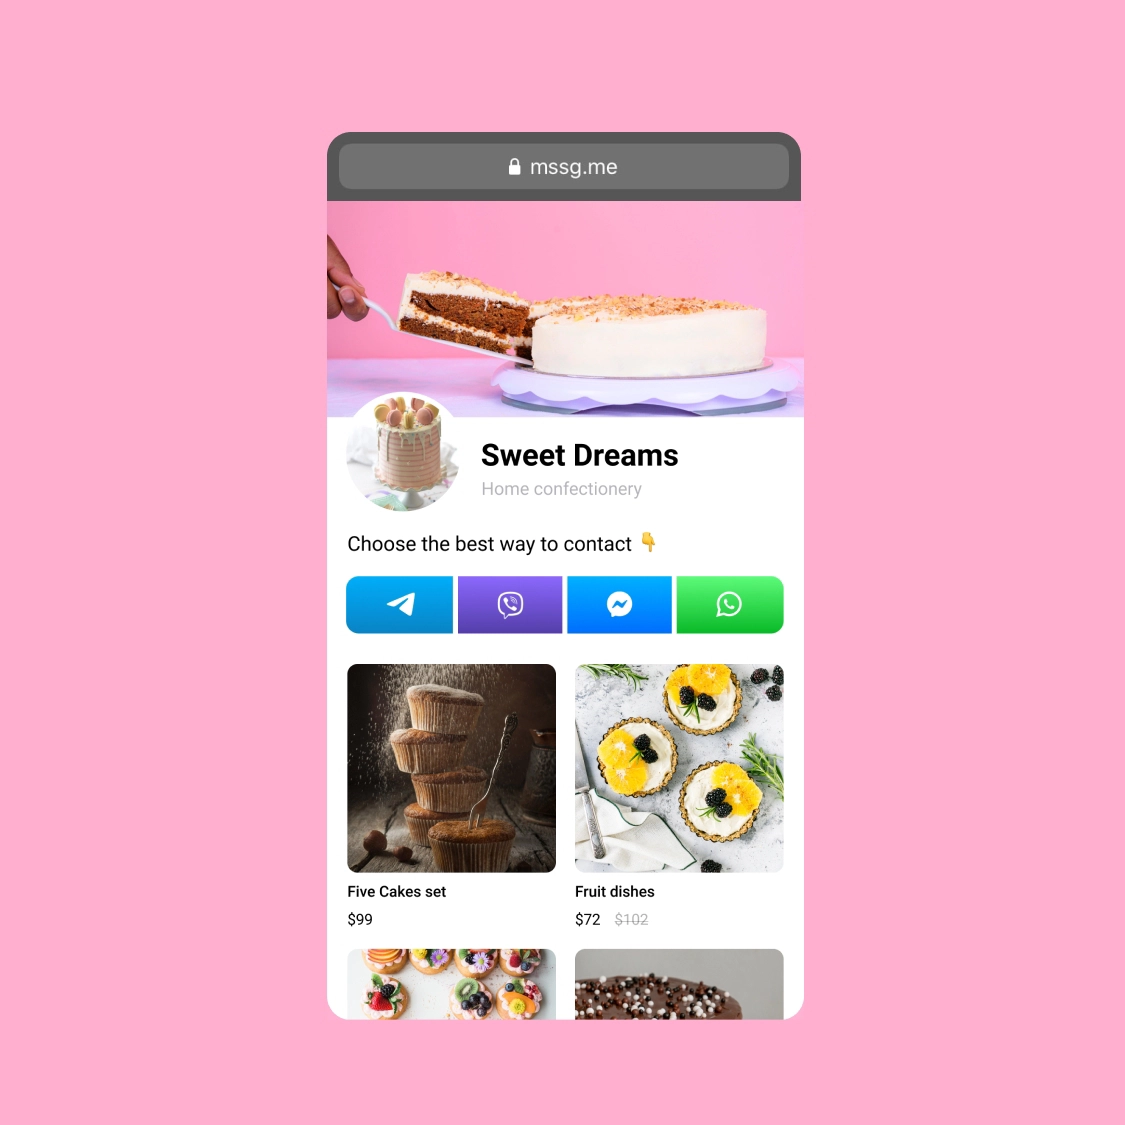 mssg.me
Sweet Dreams
Home confectionery
Choose the best way to contact 👇
Five Cakes set
$99
Fruit dishes
$72 $102